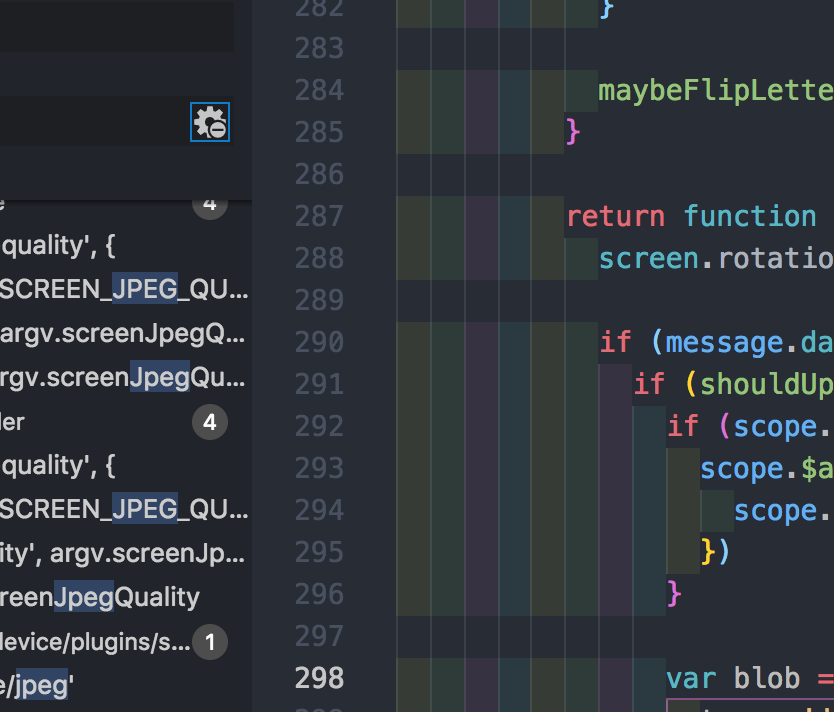 e 4
quality', {
SCREEN_JPEG_QU...
argv.screenJpegQ...
rgv.screenJpegQu...
der 4
quality', {
SCREEN_JPEG_QU...
ity', argv.screenJp...
reenJpegQuality
device/plugins/s... 1
e/jpeg'
282 }
283
284 maybeFlipLette
285 }
286
287 return function
288 screen.rotatio
289
290 if (message.da
291 if (shouldUp
292 if (scope.
293 scope.$a
294 scope.
295 })
296 }
297
298 var blob =